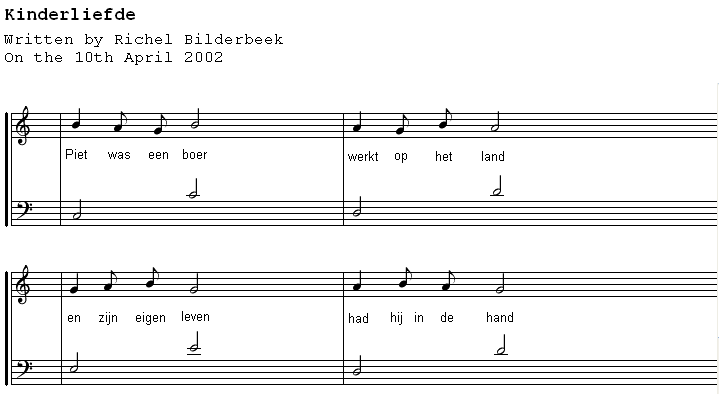 Kinderliefde
Written by Richel Bilderbeek
On the 10th April 2002
Piet was een boer werkt op het land
en zijn eigen leven had hij in de hand